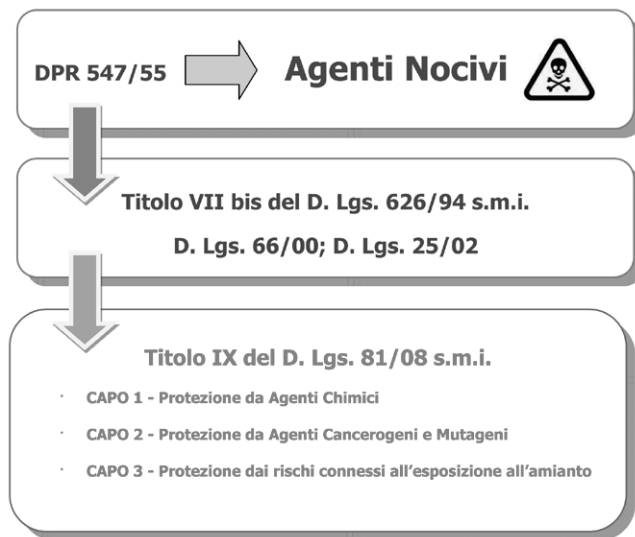 DPR 547/55 Agenti Nocivi
Titolo VII bis del D. Lgs. 626/94 s.m.i.
D. Lgs. 66/00; D. Lgs. 25/02
Titolo IX del D. Lgs. 81/08 s.m.i.
· CAPO 1 - Protezione da Agenti Chimici
· CAPO 2 - Protezione da Agenti Cancerogeni e Mutageni
· CAPO 3 - Protezione dai rischi connessi all’esposizione all’amianto